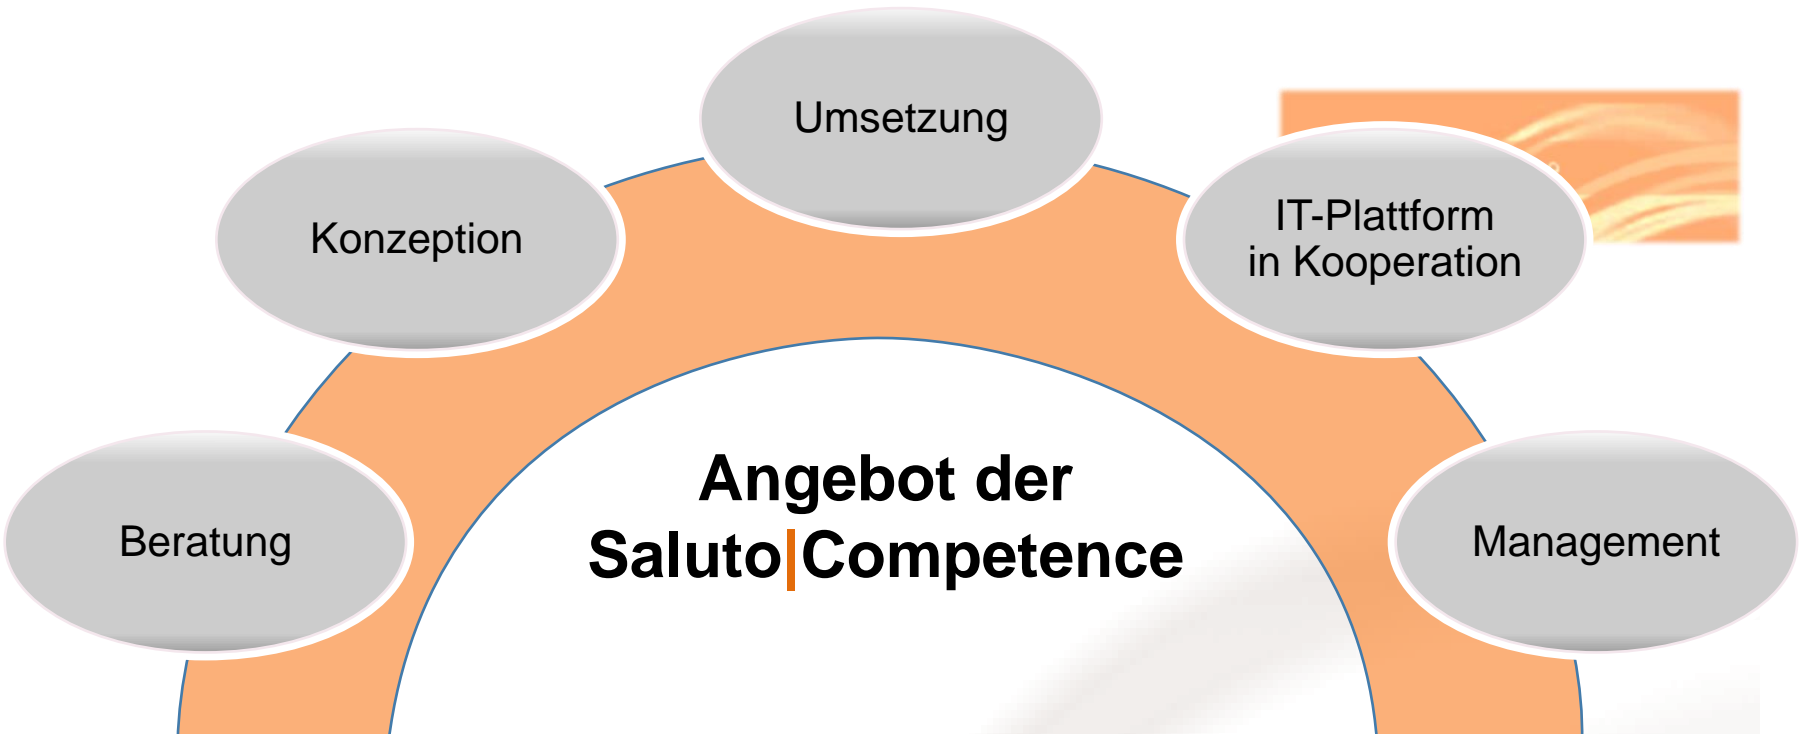 Umsetzung
Konzeption
IT-Plattform
in Kooperation
Angebot der
Saluto|Competence
Beratung
Management